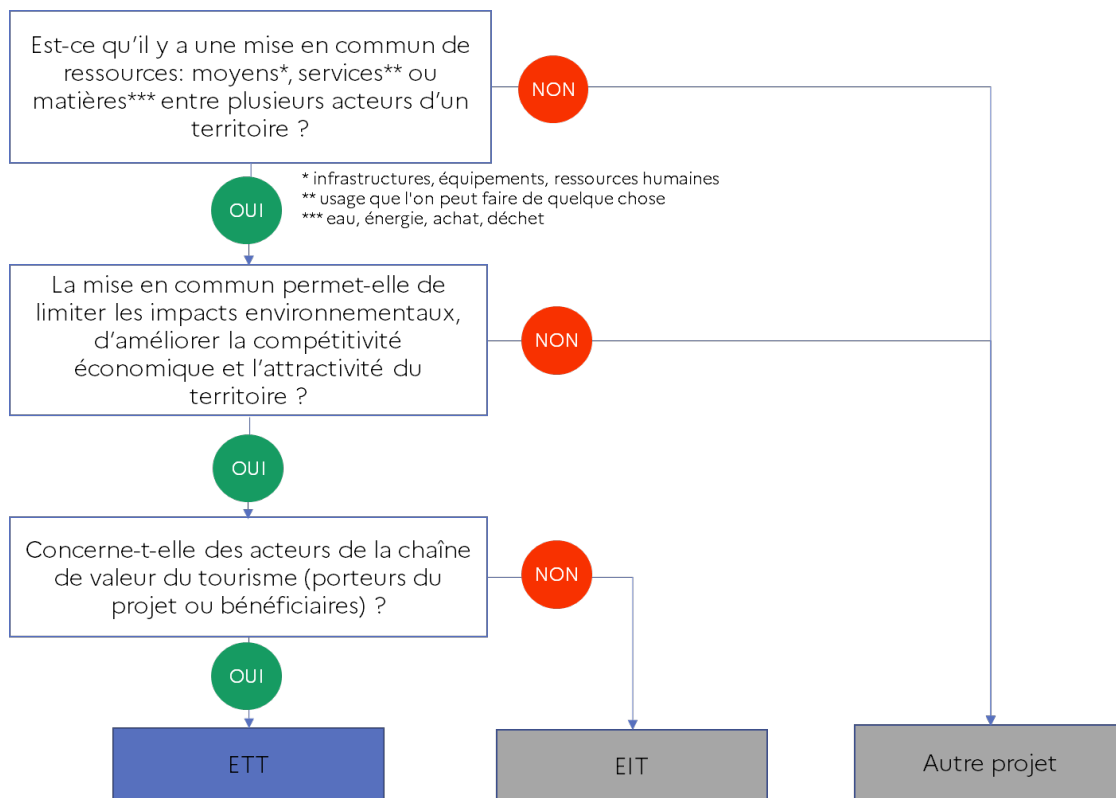 Est-ce qu’il y a une mise en commun de
ressources: moyens*, services** ou
matières*** entre plusieurs acteurs d’un
territoire ?
NON
* infrastructures, équipements, ressources humaines
** usage que l'on peut faire de quelque chose
*** eau, énergie, achat, déchet
OUI
La mise en commun permet-elle de
limiter les impacts environnementaux,
d’améliorer la compétitivité
économique et l’attractivité du
territoire ?
NON
OUI
Concerne-t-elle des acteurs de la chaîne
de valeur du tourisme (porteurs du
projet ou bénéficiaires) ?
NON
OUI
ETT
EIT
Autre projet